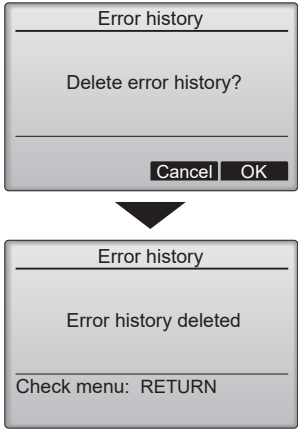 Error history
Delete error history?
Cancel OK
Error history
Error history deleted
Check menu: RETURN